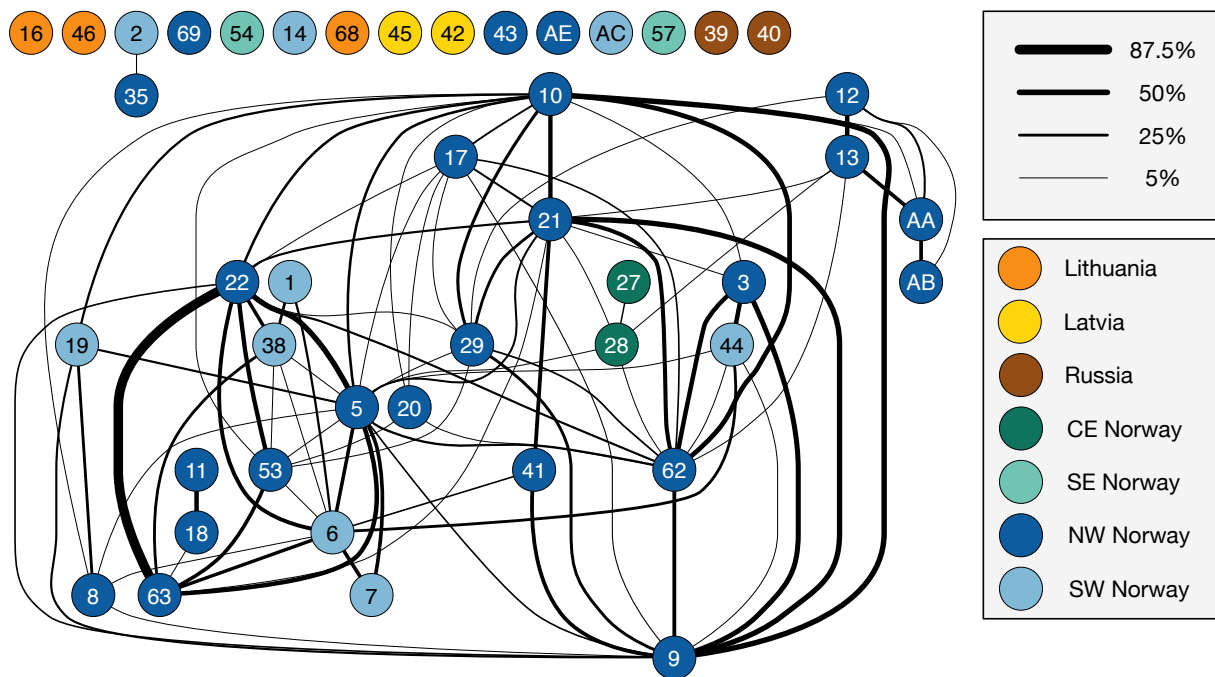 16 46 2 69 54 14 68 45 42 43 AE AC 57 39 40
87.5%
50%
25%
5%
35 10 12
17 13
21 AA
22 1 27 3 AB
19 38 29 28 44
5 20
11 53 41 62
18 6
8 63 7
9
Lithuania
Latvia
Russia
CE Norway
SE Norway
NW Norway
SW Norway